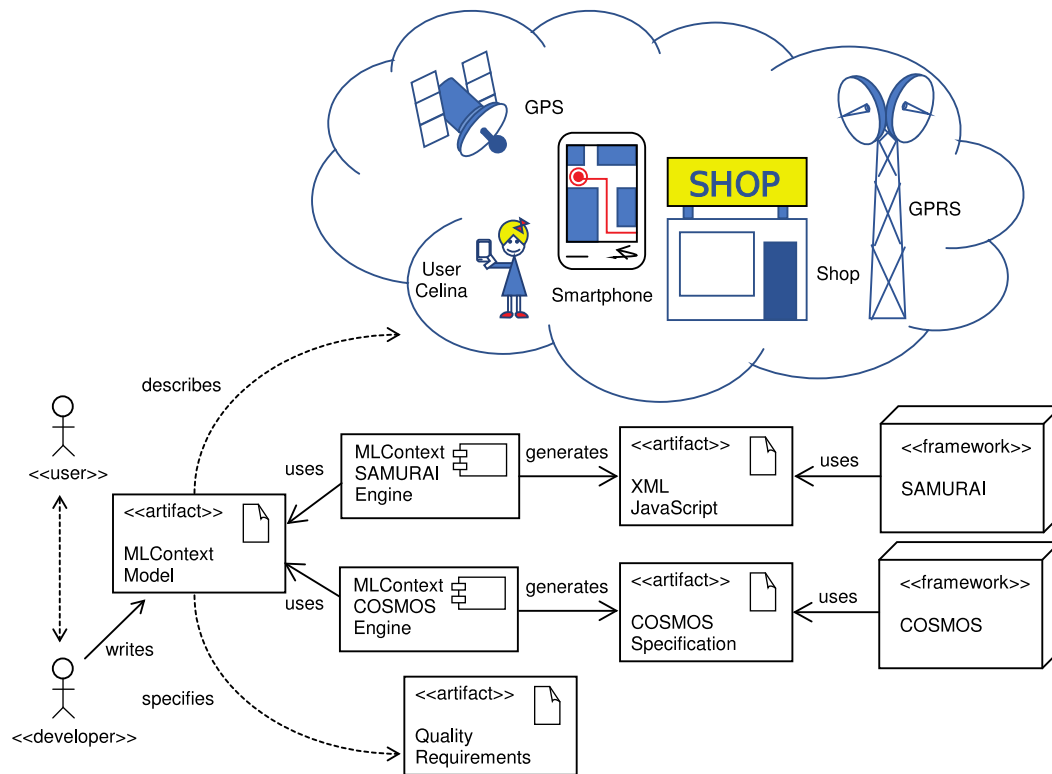 GPS
SHOP
GPRS
User
Celina
Smartphone
Shop
describes
<<user>>
uses
MLContext
SAMURAI
Engine
generates
<<artifact>>
XML
JavaScript
uses
<<framework>>
SAMURAI
<<artifact>>
MLContext
Model
uses
MLContext
COSMOS
Engine
generates
<<artifact>>
COSMOS
Specification
uses
<<framework>>
COSMOS
writes
specifies
<<developer>>
<<artifact>>
Quality
Requirements